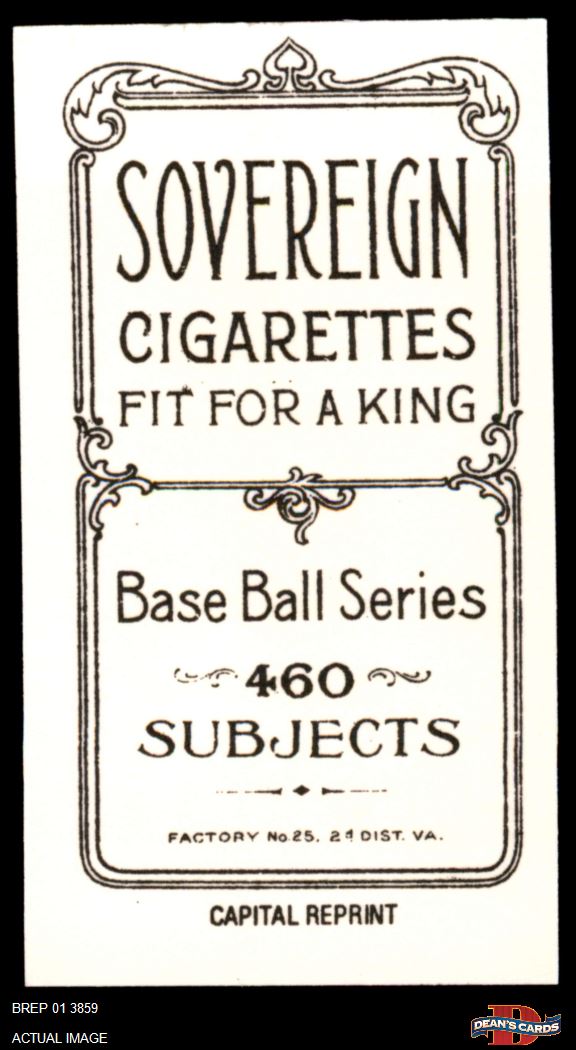 SOVEREIGN
CIGARETTES
FIT FOR A KING
Base Ball Series
460
SUBJECTS
FACTORY No. 25, 2d DIST. VA.
CAPITAL REPRINT
BREP 01 3859
ACTUAL IMAGE
D
DEAN'S CARDS